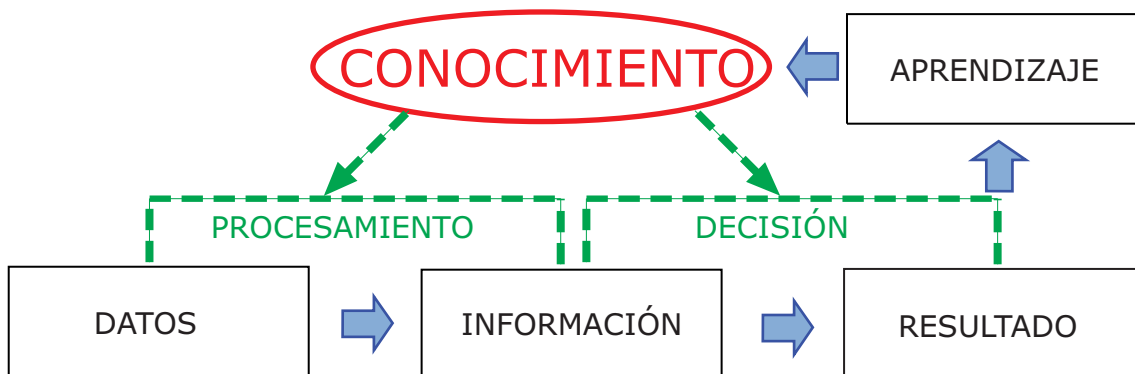 CONOCIMIENTO
APRENDIZAJE
PROCESAMIENTO
DECISIÓN
DATOS
INFORMACIÓN
RESULTADO